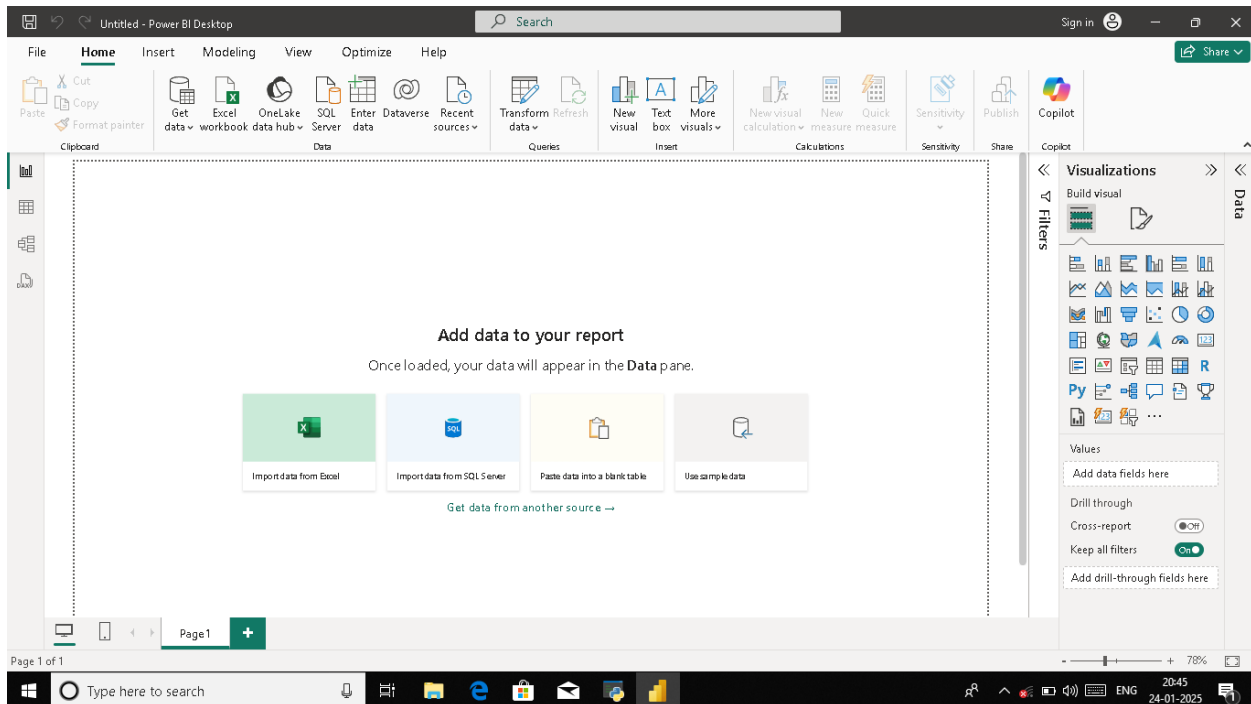 Untitled - Power BI Desktop
Search
Sign in
File Home Insert Modeling View Optimize Help
Share
Paste
Cut
Copy
Format painter
Clipboard
Get data
Excel workbook
OneLake data hub
SQL Server
Enter data
Dataverse
Recent sources
Data
Transform data
Refresh
Queries
New visual
A
Text box
More visuals
Insert
New visual calculation
New measure
Quick measure
Calculations
Sensitivity
Sensitivity
Publish
Share
Copilot
Copilot
DAX
Add data to your report
Once loaded, your data will appear in the Data pane.
SQL
Import data from Excel
Import data from SQL Server
Paste data into a blank table
Use sample data
Get data from another source →
Filters
Visualizations
Build visual
123
R
Py
123
Values
Add data fields here
Drill through
Cross-report
Off
Keep all filters
On
Add drill-through fields here
Data
Page 1
Page 1 of 1
- + 78%
Type here to search
ENG
20:45
24-01-2025
1